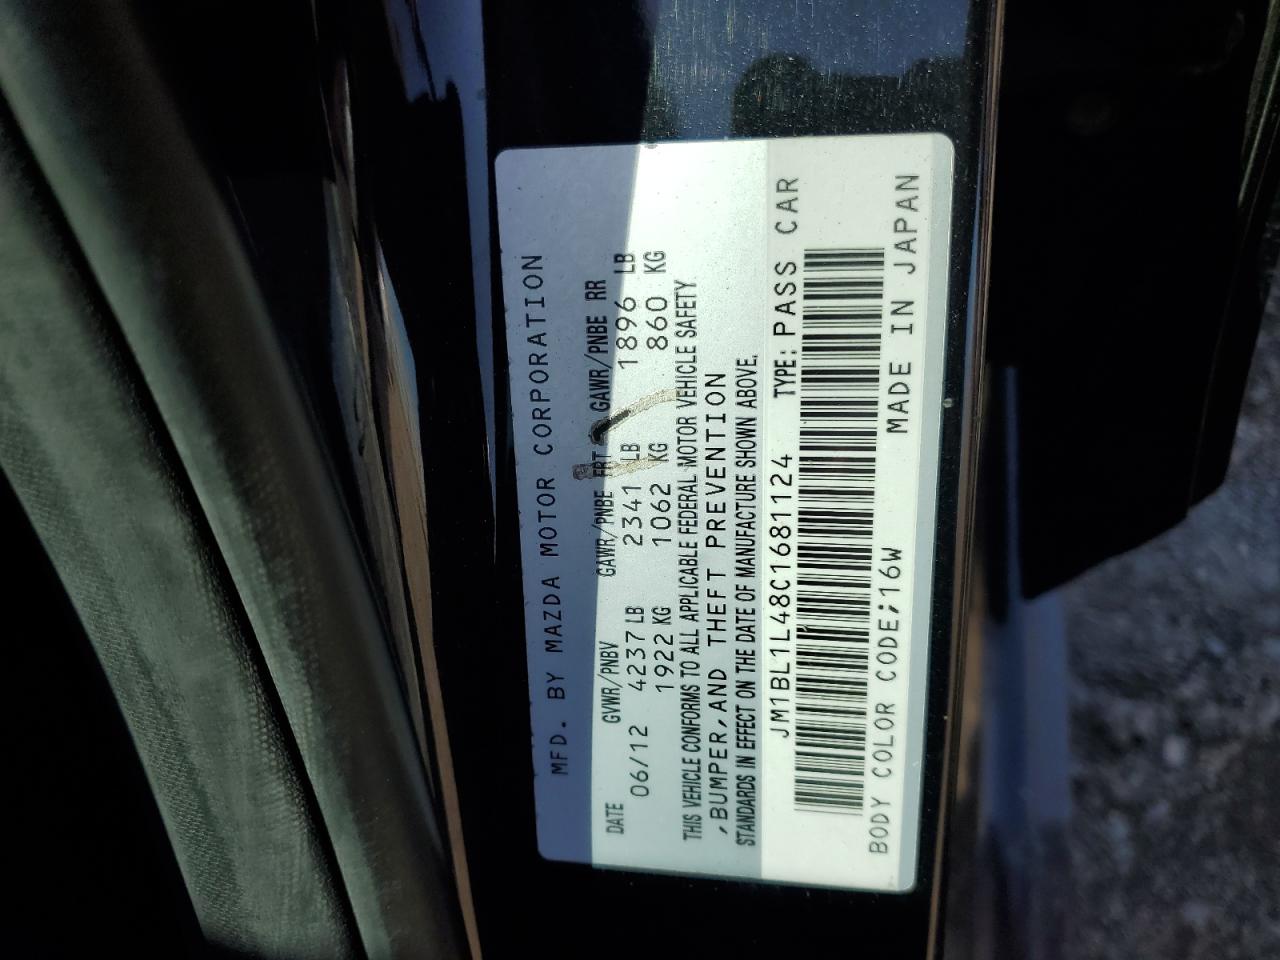 MFD. BY MAZDA MOTOR CORPORATION
DATE GVWR/PNBV GAWR/PNBE FRT GAWR/PNBE RR
06/12 4237 LB 2341 LB 1896 LB
1922 KG 1062 KG 860 KG
THIS VEHICLE CONFORMS TO ALL APPLICABLE FEDERAL MOTOR VEHICLE SAFETY
,BUMPER,AND THEFT PREVENTION
STANDARDS IN EFFECT ON THE DATE OF MANUFACTURE SHOWN ABOVE.
JM1BL1L48C1681124 TYPE: PASS CAR
BODY COLOR CODE;16W MADE IN JAPAN